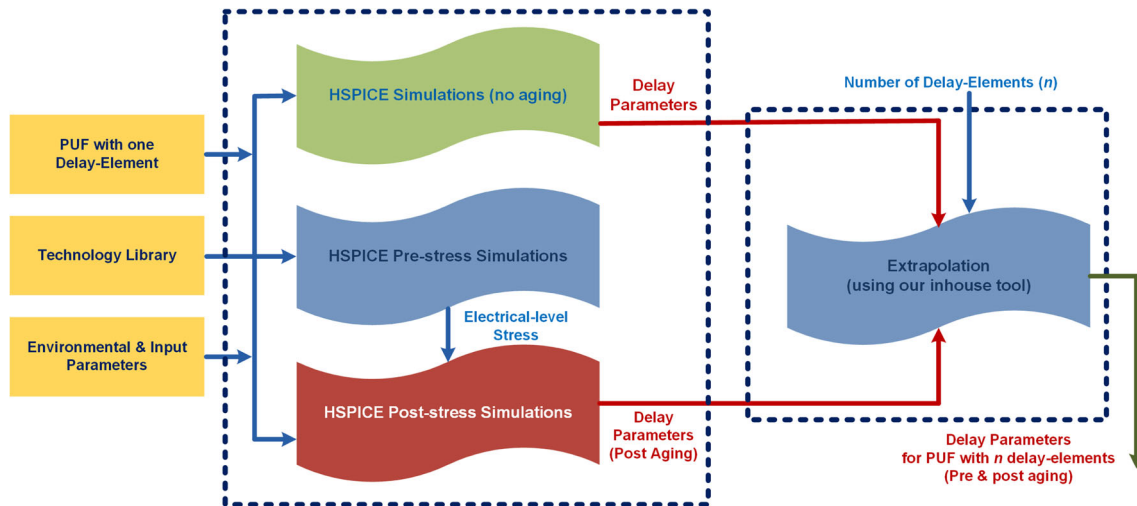 PUF with one
Delay-Element
Technology Library
Environmental & Input
Parameters
HSPICE Simulations (no aging)
HSPICE Pre-stress Simulations
Electrical-level
Stress
HSPICE Post-stress Simulations
Delay
Parameters
Delay
Parameters
(Post Aging)
Number of Delay-Elements (n)
Extrapolation
(using our inhouse tool)
Delay Parameters
for PUF with n delay-elements
(Pre & post aging)